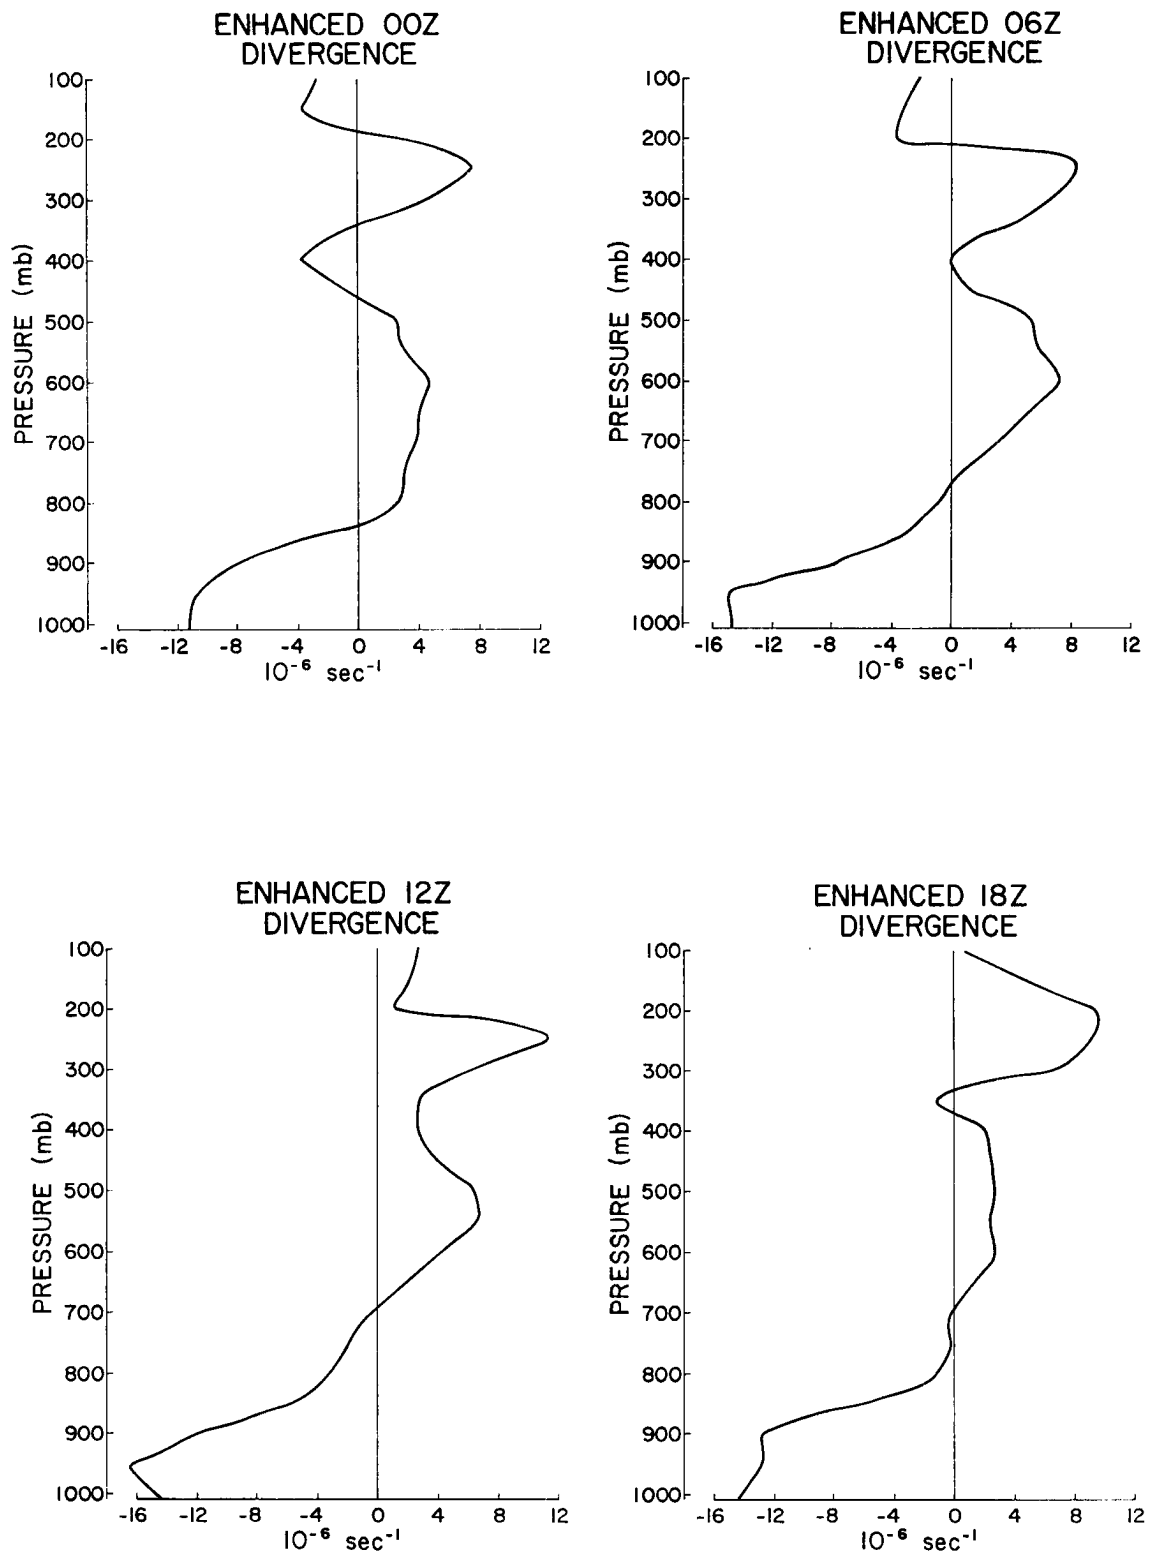 ENHANCED 00Z
DIVERGENCE
100
200
300
400
500
600
700
800
900
1000
PRESSURE (mb)
-16 -12 -8 -4 0 4 8 12
10⁻⁶ sec⁻¹
ENHANCED 06Z
DIVERGENCE
100
200
300
400
500
600
700
800
900
1000
PRESSURE (mb)
-16 -12 -8 -4 0 4 8 12
10⁻⁶ sec⁻¹
ENHANCED 12Z
DIVERGENCE
100
200
300
400
500
600
700
800
900
1000
PRESSURE (mb)
-16 -12 -8 -4 0 4 8 12
10⁻⁶ sec⁻¹
ENHANCED 18Z
DIVERGENCE
100
200
300
400
500
600
700
800
900
1000
PRESSURE (mb)
-16 -12 -8 -4 0 4 8 12
10⁻⁶ sec⁻¹